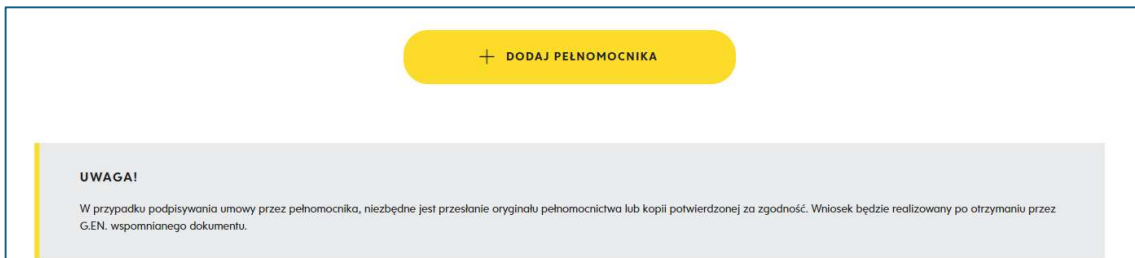 + DODAJ PEŁNOMOCNIKA
UWAGA!
W przypadku podpisywania umowy przez pełnomocnika, niezbędne jest przesłanie oryginału pełnomocnictwa lub kopii potwierdzonej za zgodność. Wniosek będzie realizowany po otrzymaniu przez
G.EN. wspomnianego dokumentu.